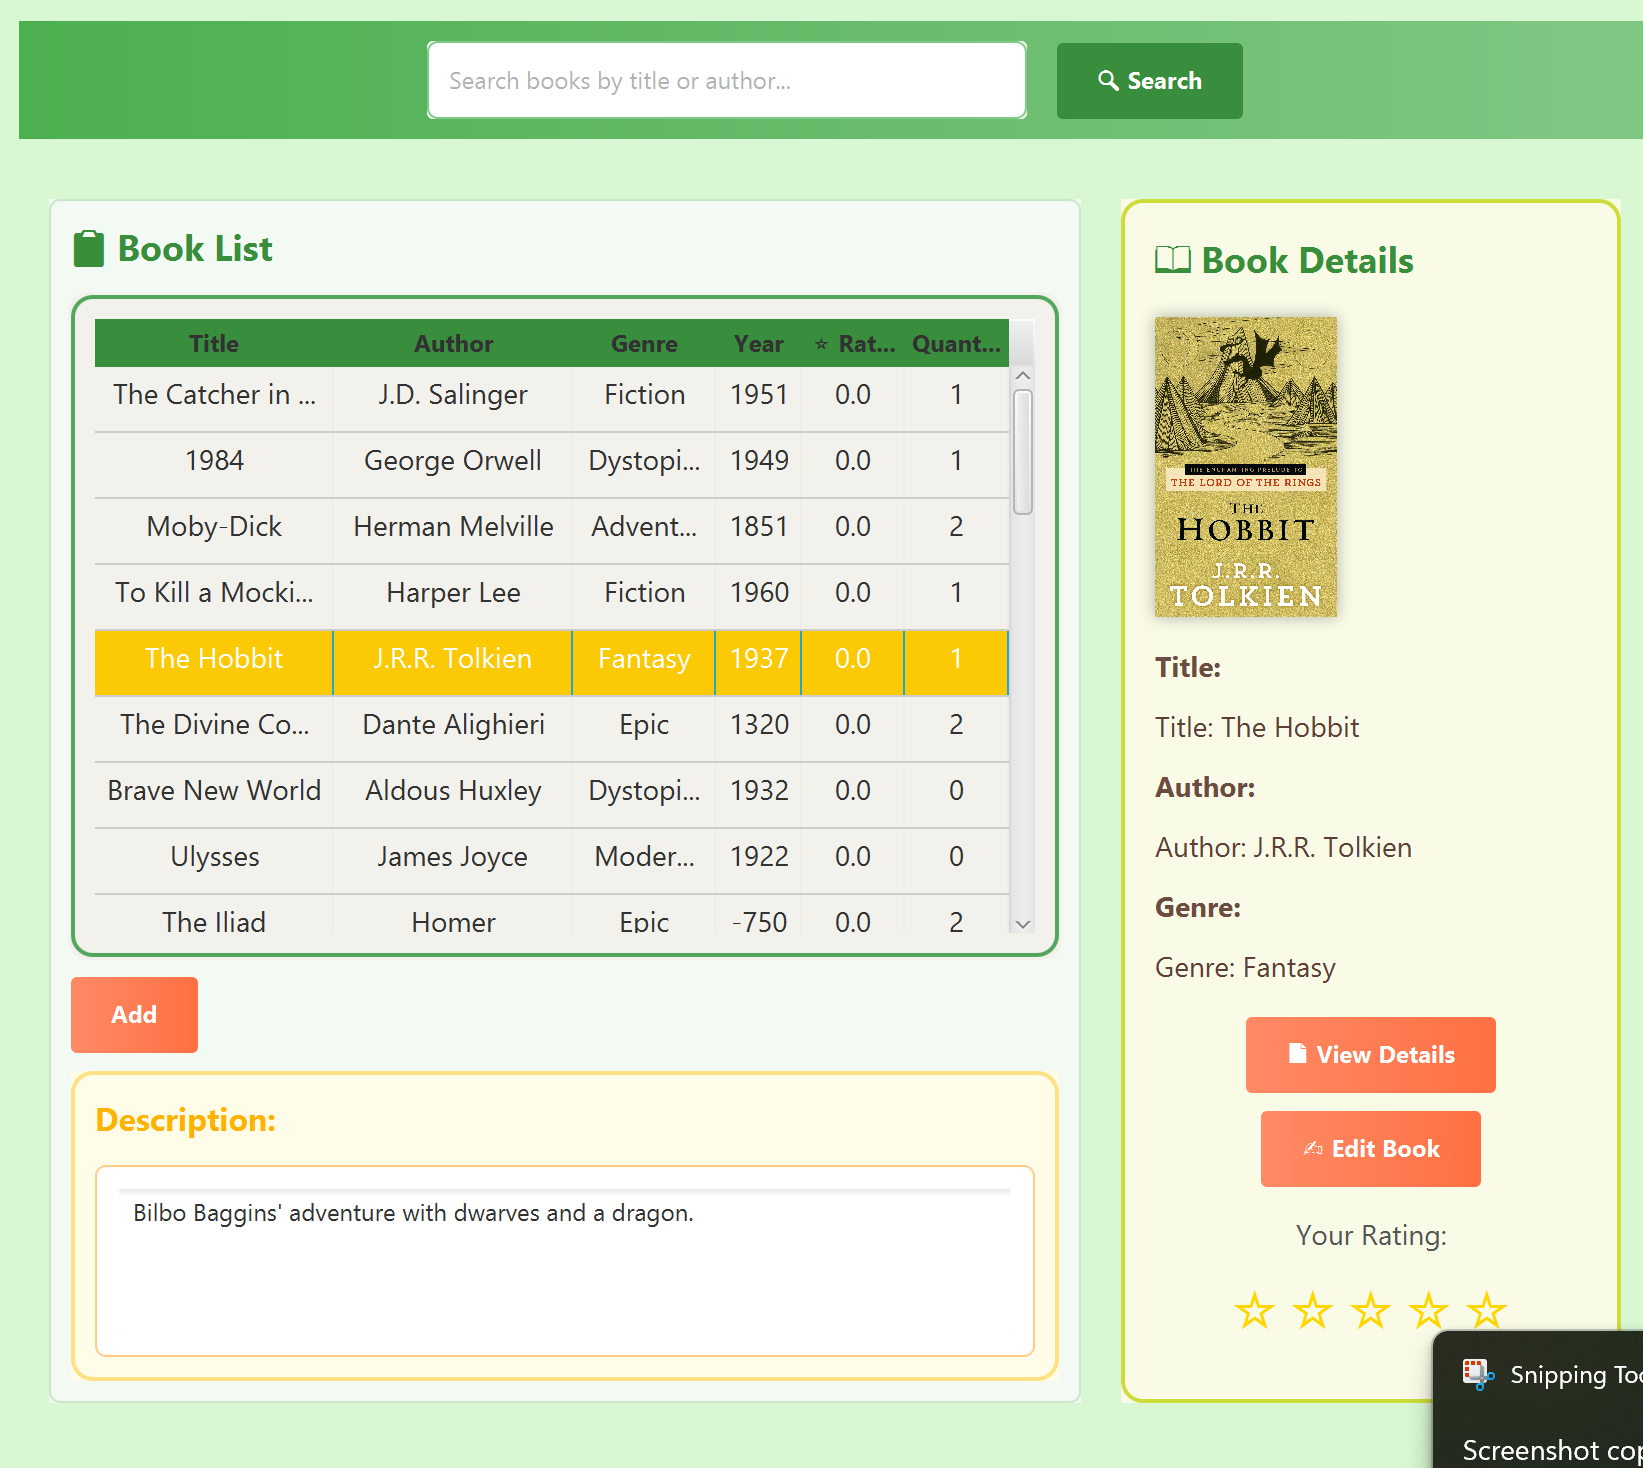 Search books by title or author...
🔍 Search
📋 Book List
Title Author Genre Year ☆ Rat... Quant...
The Catcher in ... J.D. Salinger Fiction 1951 0.0 1
1984 George Orwell Dystopi... 1949 0.0 1
Moby-Dick Herman Melville Advent... 1851 0.0 2
To Kill a Mocki... Harper Lee Fiction 1960 0.0 1
The Hobbit J.R.R. Tolkien Fantasy 1937 0.0 1
The Divine Co... Dante Alighieri Epic 1320 0.0 2
Brave New World Aldous Huxley Dystopi... 1932 0.0 0
Ulysses James Joyce Moder... 1922 0.0 0
The Iliad Homer Epic -750 0.0 2
Add
Description:
Bilbo Baggins' adventure with dwarves and a dragon.
📖 Book Details
THE ENCHANTING PRELUDE TO
THE LORD OF THE RINGS
THE
HOBBIT
J.R.R.
TOLKIEN
Title:
Title: The Hobbit
Author:
Author: J.R.R. Tolkien
Genre:
Genre: Fantasy
📄 View Details
✍ Edit Book
Your Rating:
☆ ☆ ☆ ☆ ☆
Snipping Too
Screenshot cop